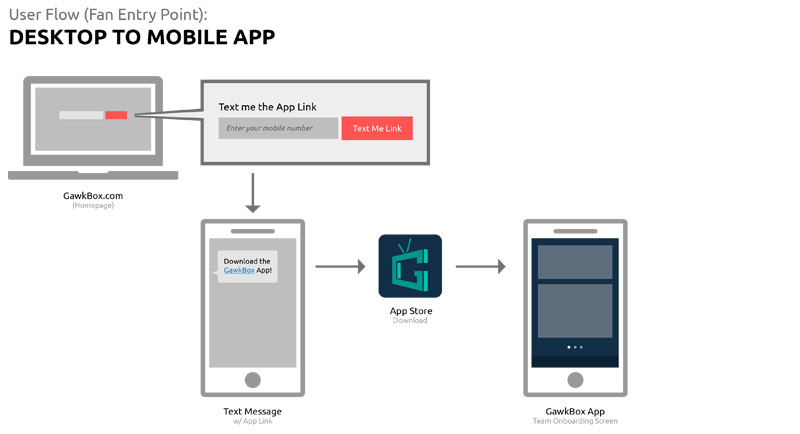 User Flow (Fan Entry Point):
DESKTOP TO MOBILE APP
Text me the App Link
Enter your mobile number
Text Me Link
GawkBox.com
(Homepage)
Download the
GawkBox App!
App Store
Download
Text Message
w/ App Link
GawkBox App
Team Onboarding Screen